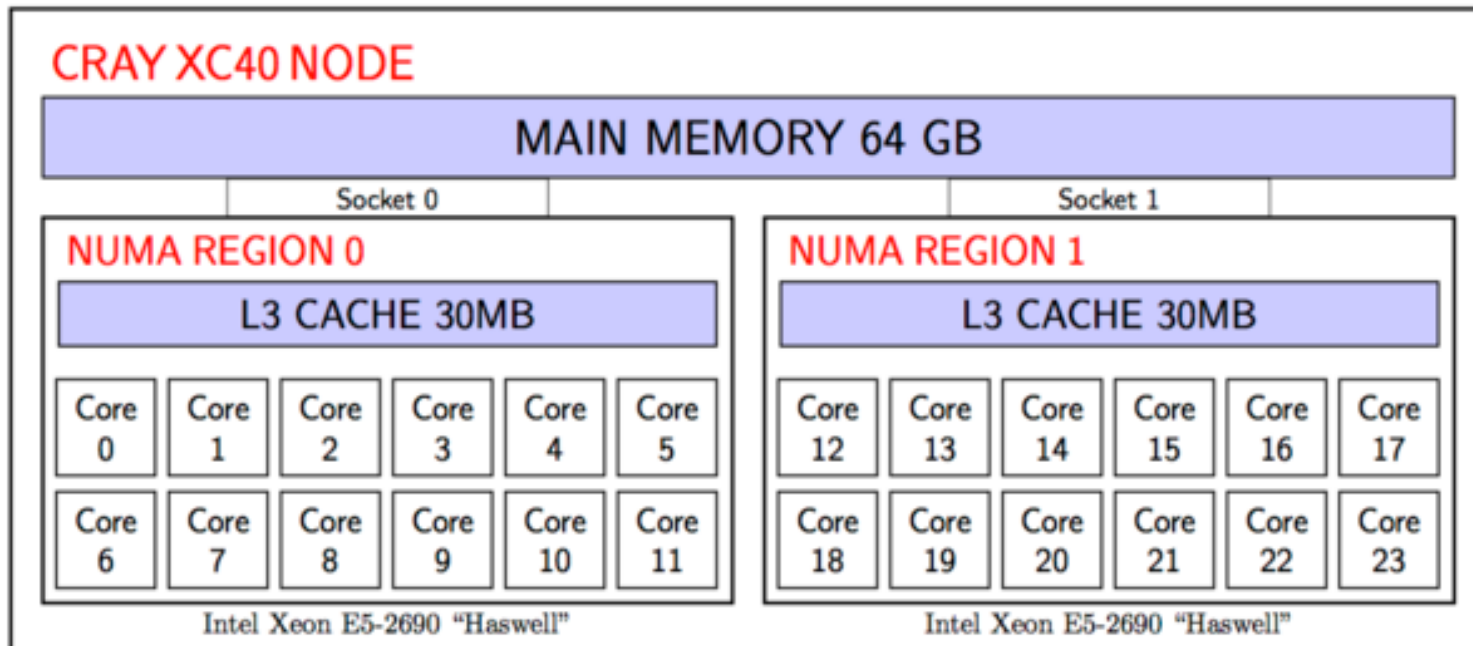 CRAY XC40 NODE
MAIN MEMORY 64 GB
Socket 0
NUMA REGION 0
L3 CACHE 30MB
Core Core Core Core Core Core
0 1 2 3 4 5
Core Core Core Core Core Core
6 7 8 9 10 11
Intel Xeon E5-2690 “Haswell”
Socket 1
NUMA REGION 1
L3 CACHE 30MB
Core Core Core Core Core Core
12 13 14 15 16 17
Core Core Core Core Core Core
18 19 20 21 22 23
Intel Xeon E5-2690 “Haswell”